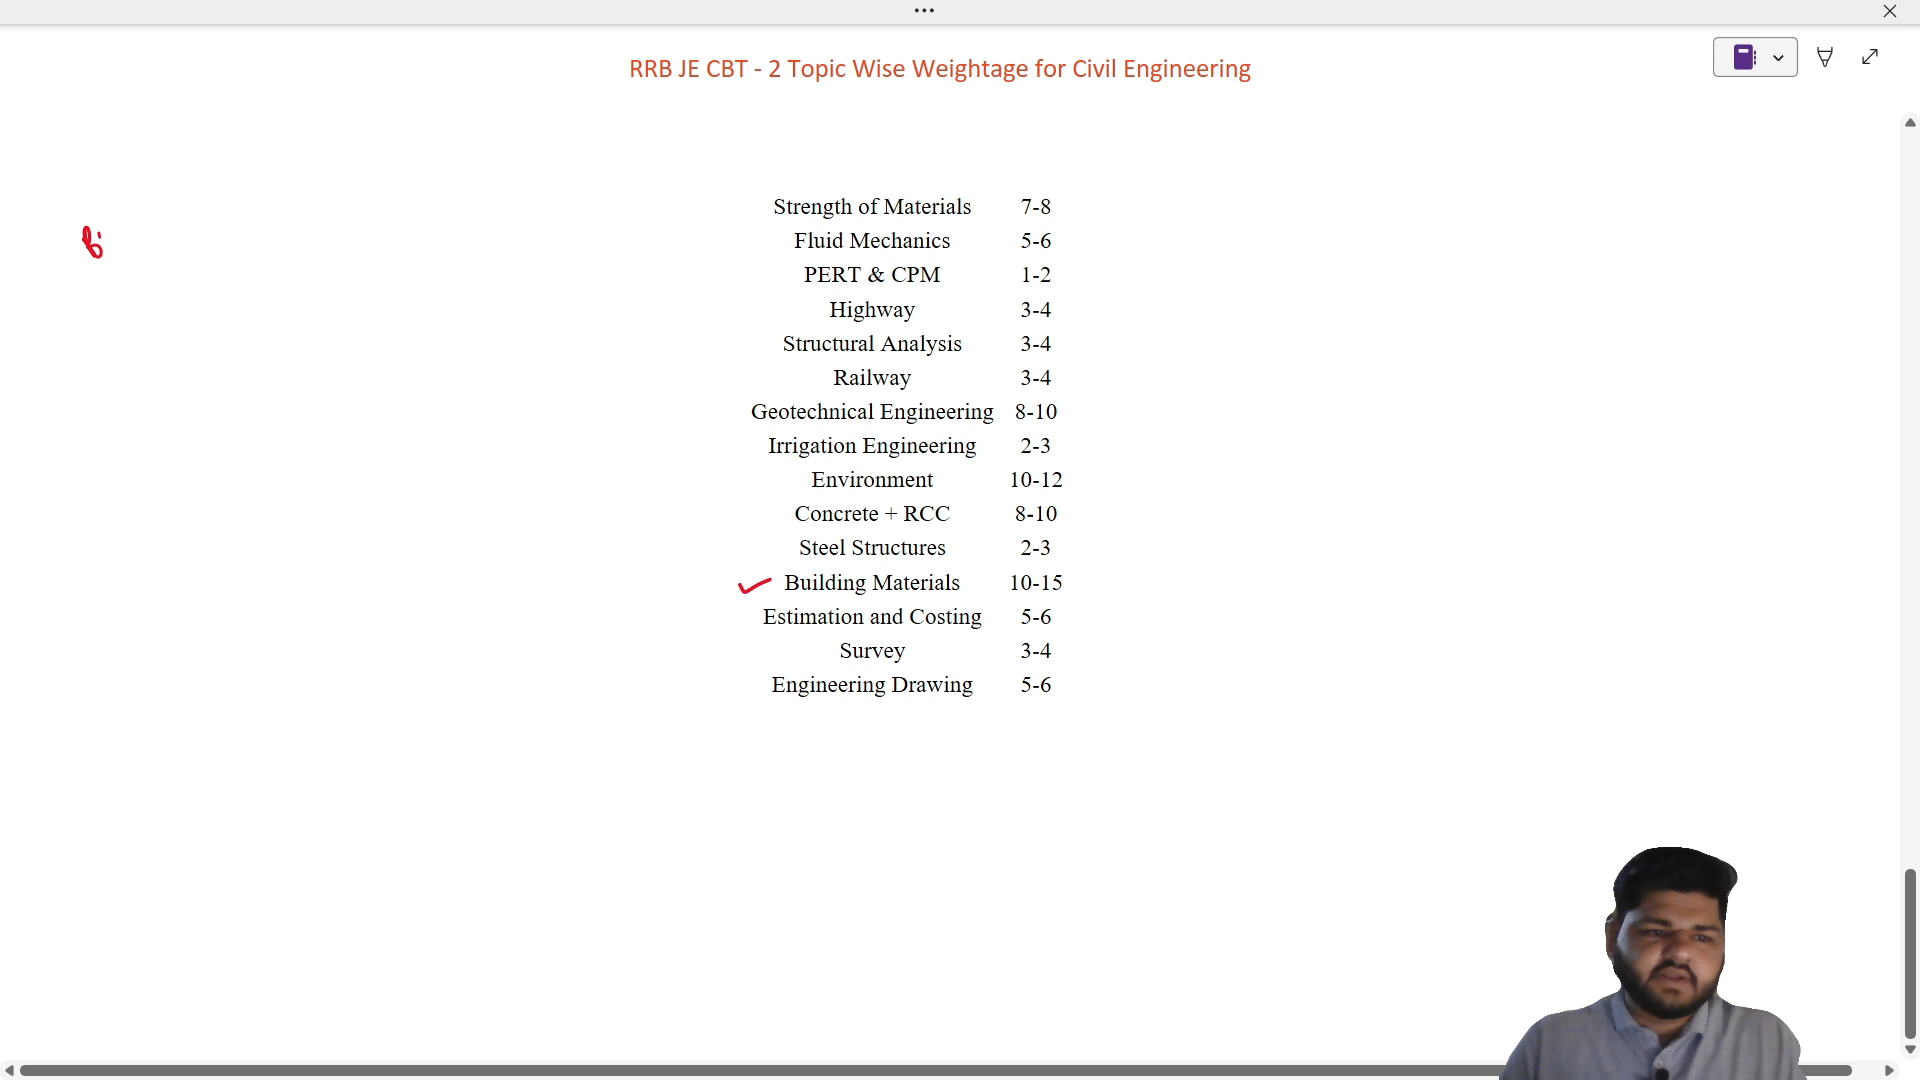 RRB JE CBT - 2 Topic Wise Weightage for Civil Engineering
Strength of Materials 7-8
Fluid Mechanics 5-6
PERT & CPM 1-2
Highway 3-4
Structural Analysis 3-4
Railway 3-4
Geotechnical Engineering 8-10
Irrigation Engineering 2-3
Environment 10-12
Concrete + RCC 8-10
Steel Structures 2-3
Building Materials 10-15
Estimation and Costing 5-6
Survey 3-4
Engineering Drawing 5-6